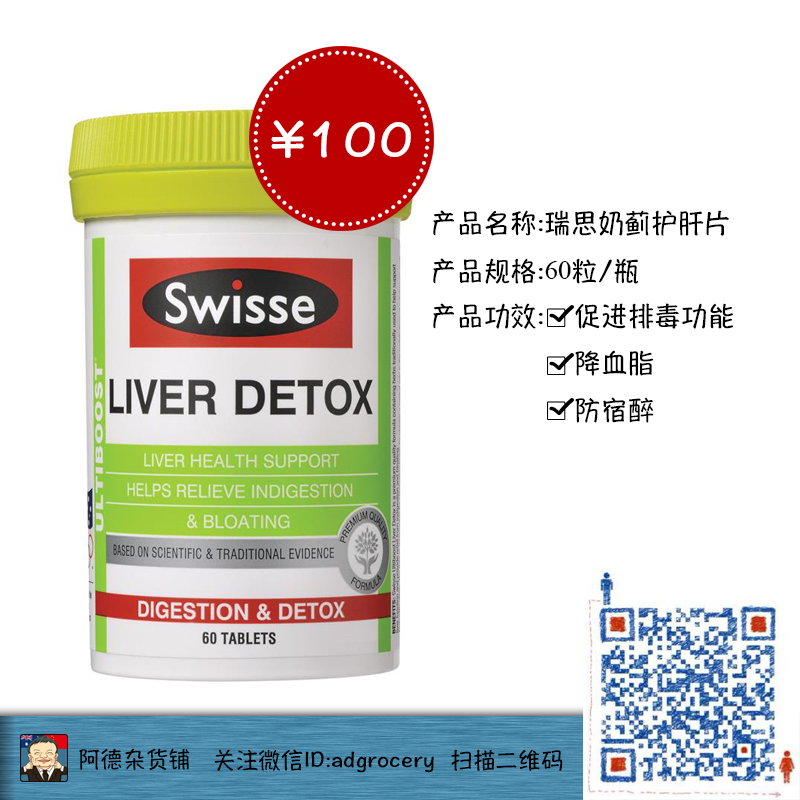 ¥100
产品名称:瑞思奶蓟护肝片
产品规格:60粒/瓶
产品功效:促进排毒功能
降血脂
防宿醉
Swisse
ULTIBOOST
LIVER DETOX
LIVER HEALTH SUPPORT
HELPS RELIEVE INDIGESTION
& BLOATING
BASED ON SCIENTIFIC & TRADITIONAL EVIDENCE
PREMIUM QUALITY
FORMULA
DIGESTION & DETOX
60 TABLETS
阿德杂货铺 关注微信ID:adgrocery 扫描二维码